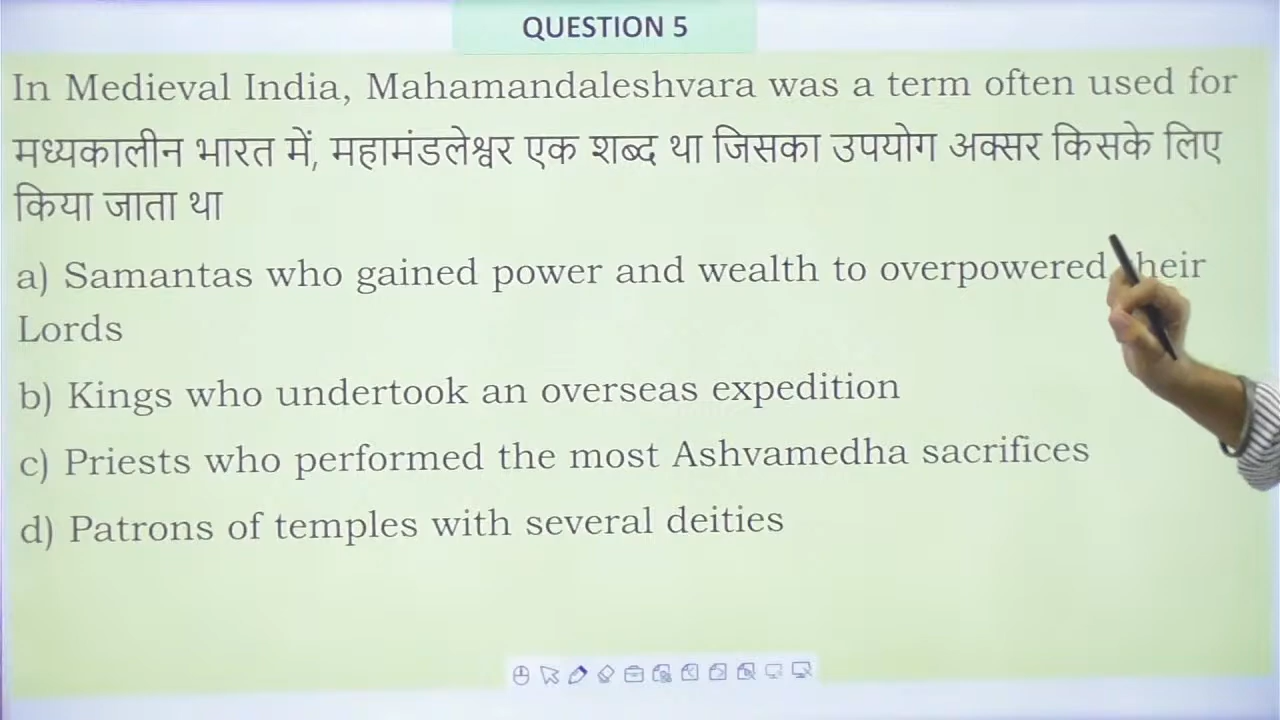 QUESTION 5
In Medieval India, Mahamandaleshvara was a term often used for
मध्यकालीन भारत में, महामंडलेश्वर एक शब्द था जिसका उपयोग अक्सर किसके लिए
किया जाता था
a) Samantas who gained power and wealth to overpowered their
Lords
b) Kings who undertook an overseas expedition
c) Priests who performed the most Ashvamedha sacrifices
d) Patrons of temples with several deities